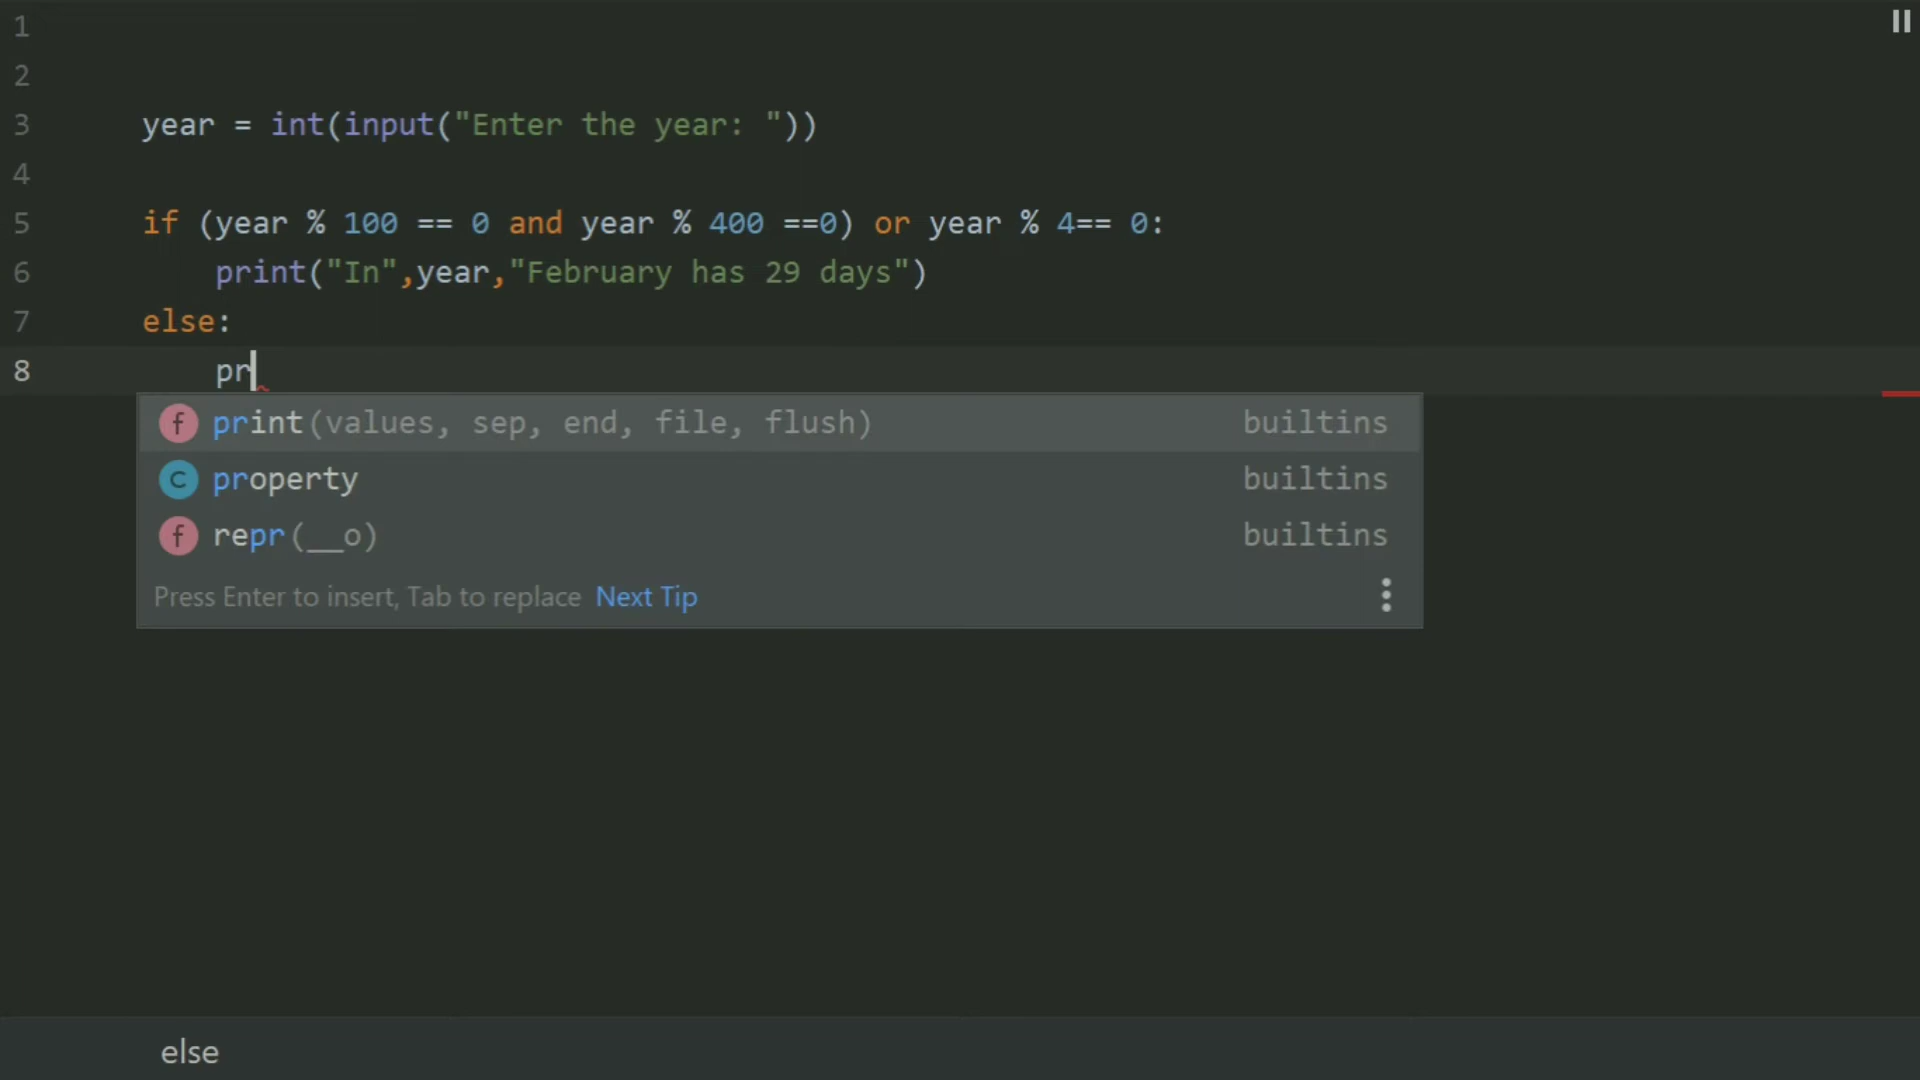 1
2
3 year = int(input("Enter the year: "))
4
5 if (year % 100 == 0 and year % 400 ==0) or year % 4== 0:
6 print("In",year,"February has 29 days")
7 else:
8 pr
print(values, sep, end, file, flush) builtins
property builtins
repr(__o) builtins
Press Enter to insert, Tab to replace Next Tip
else